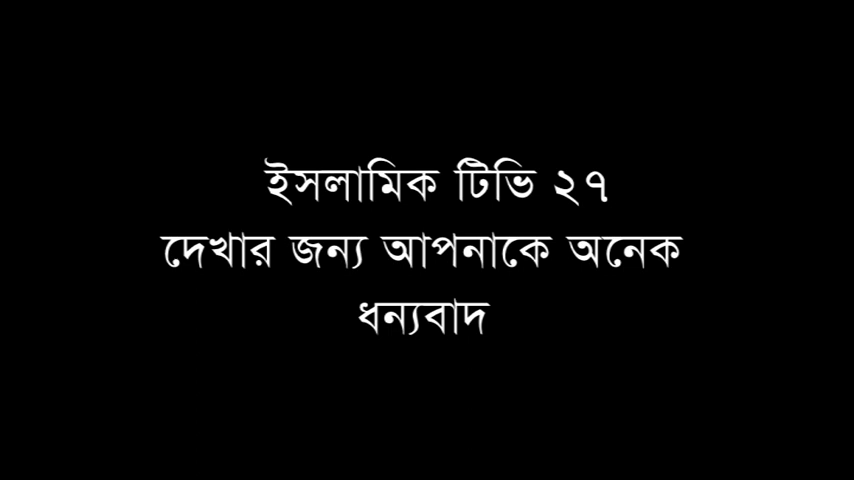 ইসলামিক টিভি ২৭
দেখার জন্য আপনাকে অনেক
ধন্যবাদ